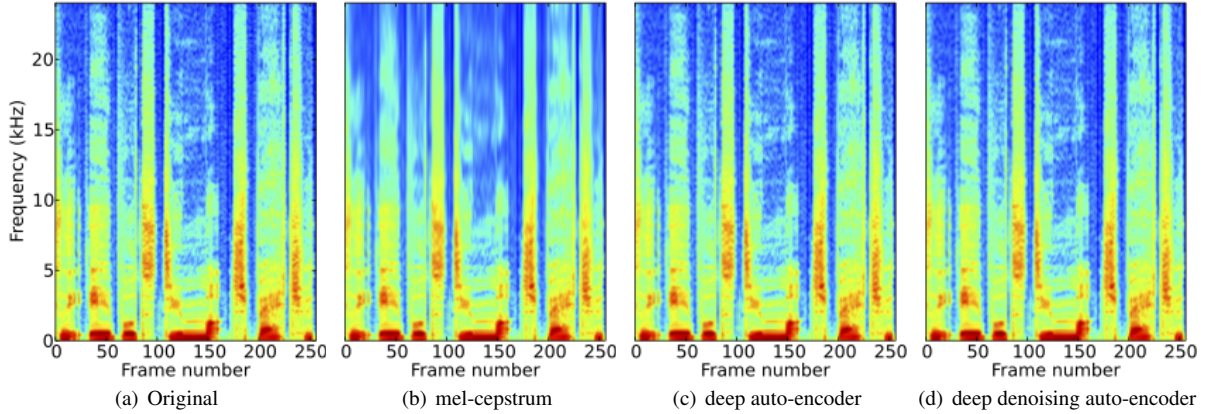 20
15
10
5
0
Frequency (kHz)
0 50 100 150 200 250
Frame number
(a) Original
0 50 100 150 200 250
Frame number
(b) mel-cepstrum
0 50 100 150 200 250
Frame number
(c) deep auto-encoder
0 50 100 150 200 250
Frame number
(d) deep denoising auto-encoder